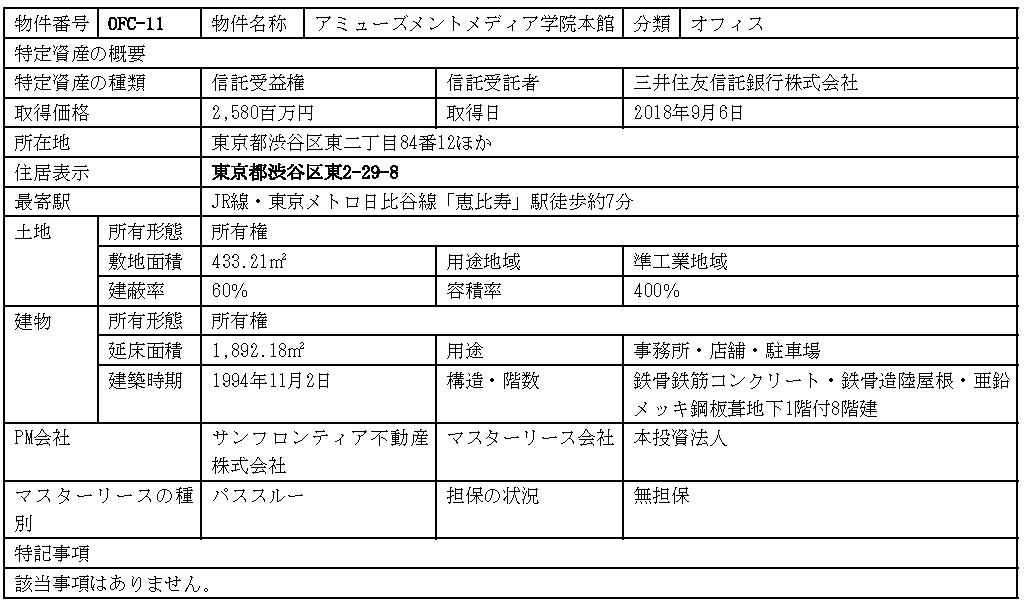 物件番号 OFC-11 物件名称 アミューズメントメディア学院本館 分類 オフィス
特定資産の概要
特定資産の種類 信託受益権 信託受託者 三井住友信託銀行株式会社
取得価格 2,580百万円 取得日 2018年9月6日
所在地 東京都渋谷区東二丁目84番12ほか
住居表示 東京都渋谷区東2-29-8
最寄駅 JR線・東京メトロ日比谷線「恵比寿」駅徒歩約7分
土地 所有形態 所有権
敷地面積 433.21㎡ 用途地域 準工業地域
建蔽率 60% 容積率 400%
建物 所有形態 所有権
延床面積 1,892.18㎡ 用途 事務所・店舗・駐車場
建築時期 1994年11月2日 構造・階数 鉄骨鉄筋コンクリート・鉄骨造陸屋根・亜鉛
メッキ鋼板葺地下1階付8階建
PM会社 サンフロンティア不動産 マスターリース会社 本投資法人
株式会社
マスターリースの種 パススルー 担保の状況 無担保
別
特記事項
該当事項はありません。